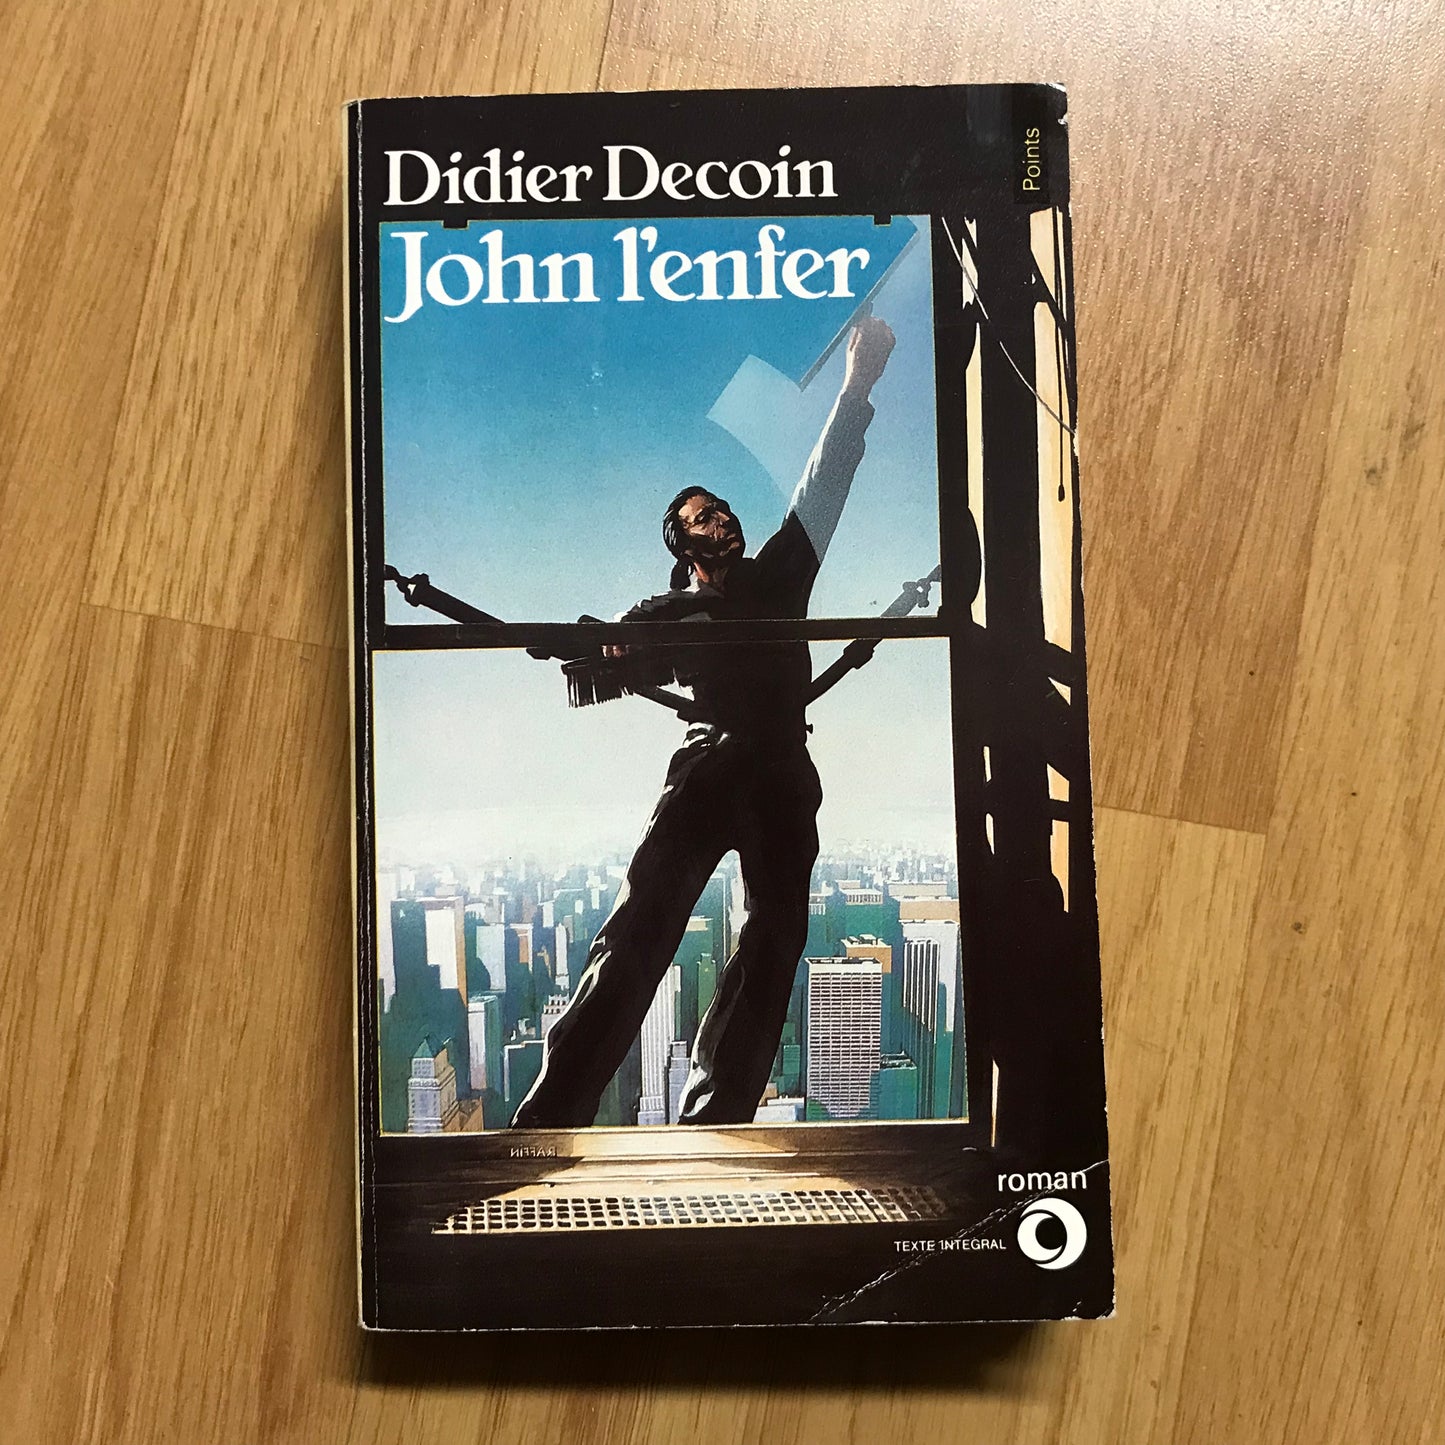 Points
Didier Decoin
John l'enfer
RAFFIN
roman
TEXTE INTEGRAL